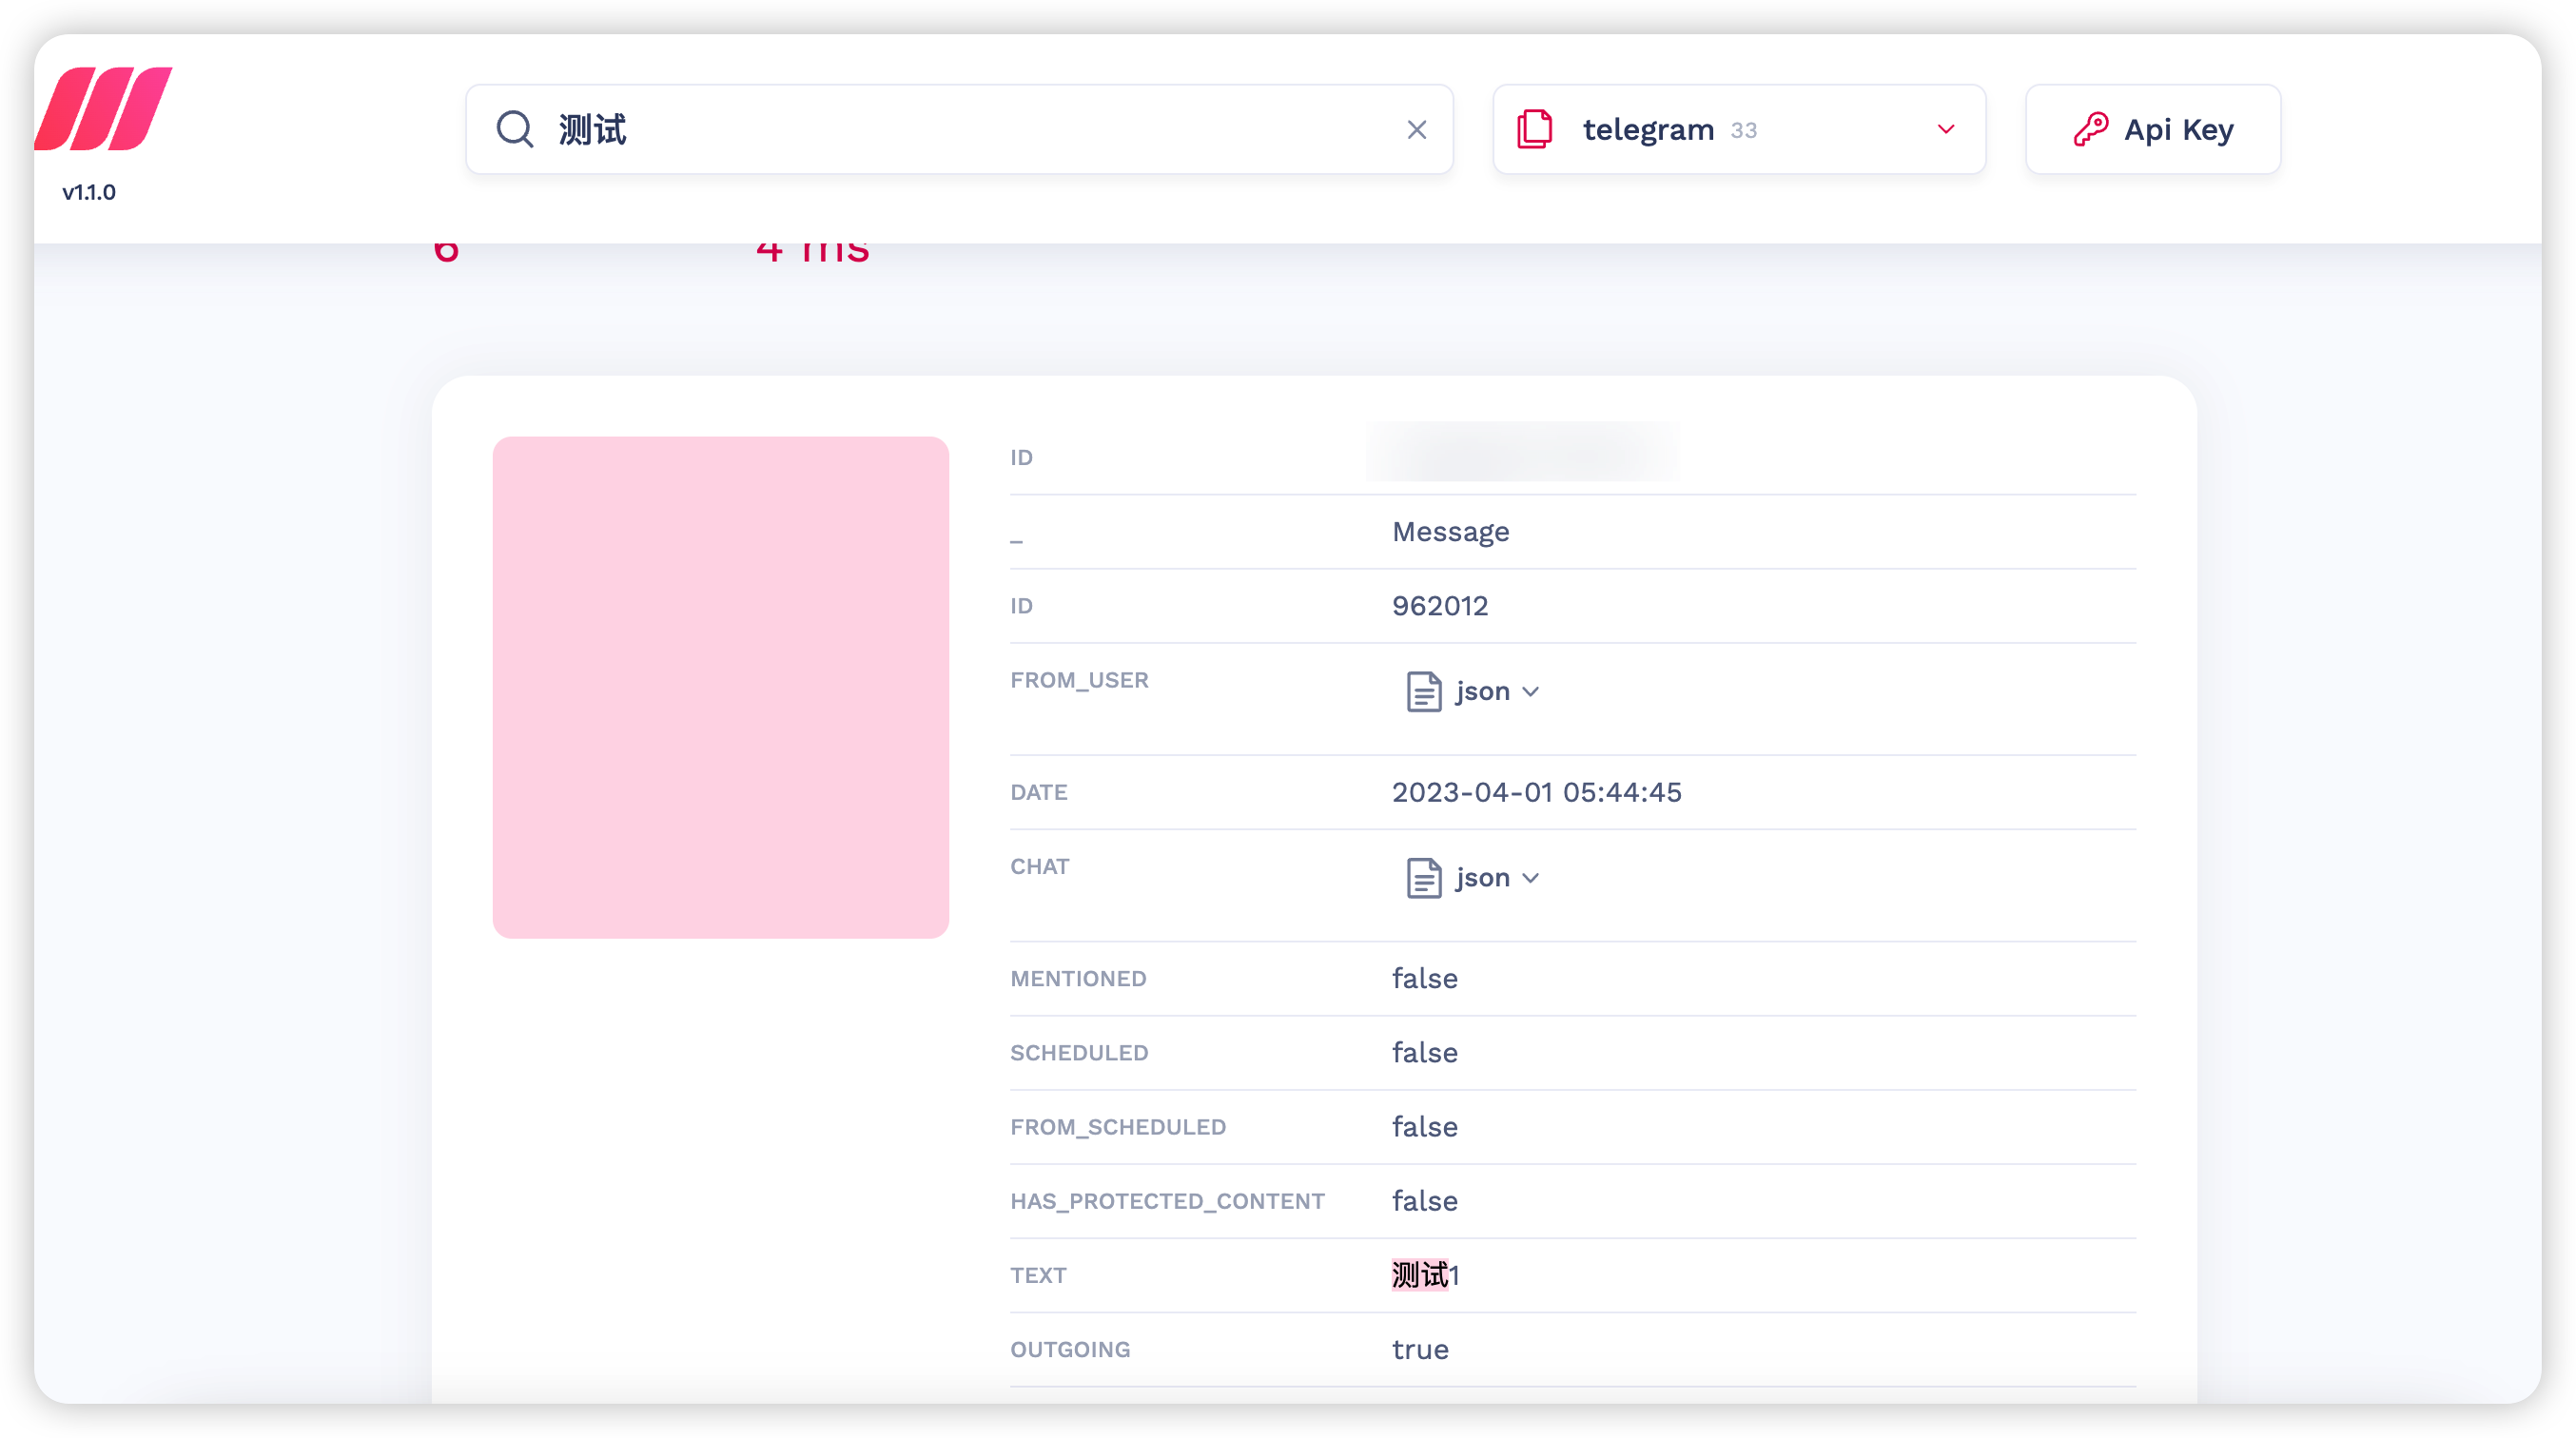 测试
telegram 33
Api Key
v1.1.0
6 4 ms
ID
_ Message
ID 962012
FROM_USER json
DATE 2023-04-01 05:44:45
CHAT json
MENTIONED false
SCHEDULED false
FROM_SCHEDULED false
HAS_PROTECTED_CONTENT false
TEXT 测试1
OUTGOING true